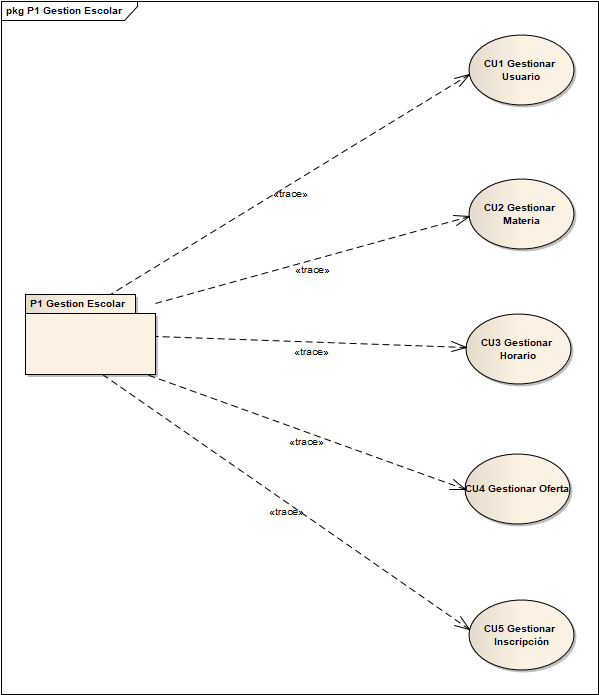 pkg P1 Gestion Escolar
CU1 Gestionar
Usuario
«trace»
CU2 Gestionar
Materia
«trace»
P1 Gestion Escolar
CU3 Gestionar
Horario
«trace»
«trace»
CU4 Gestionar Oferta
«trace»
CU5 Gestionar
Inscripción